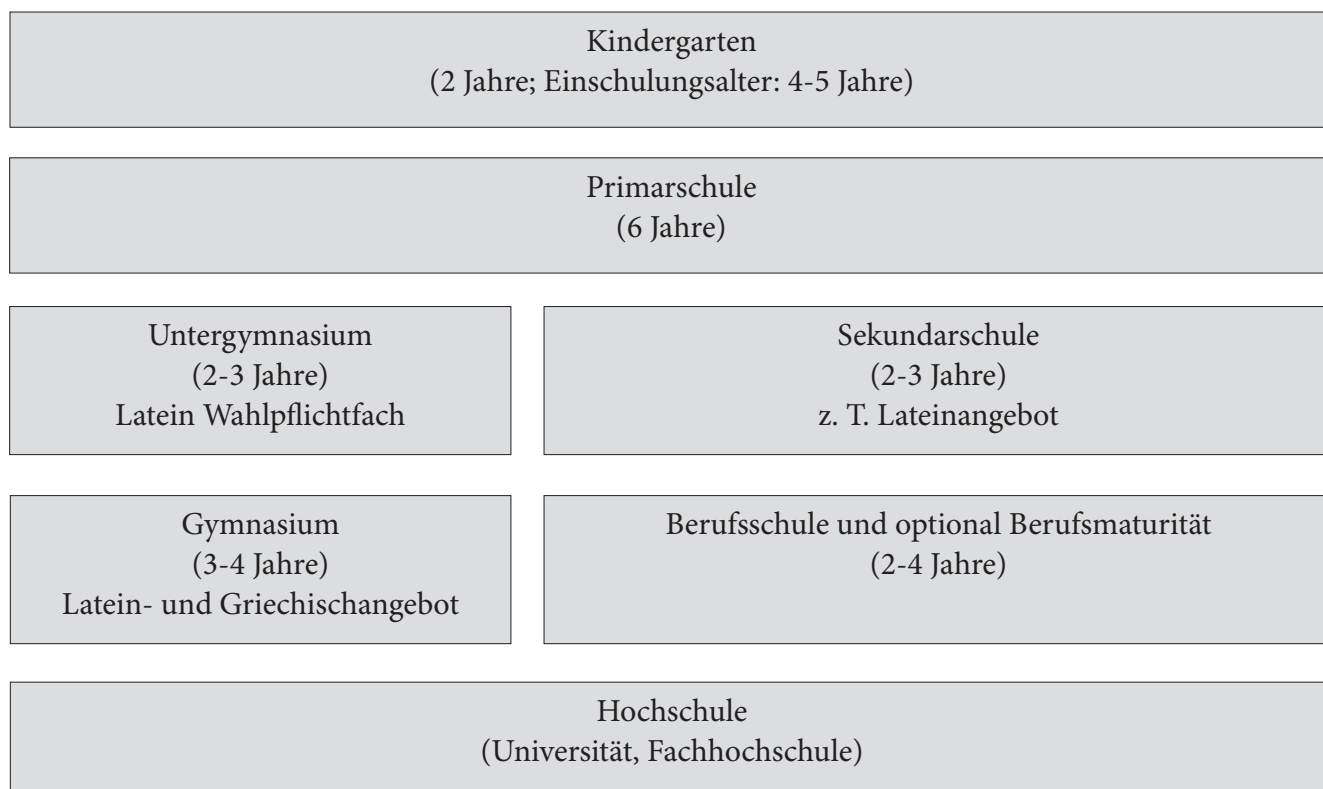 Kindergarten
(2 Jahre; Einschulungsalter: 4-5 Jahre)
Primarschule
(6 Jahre)
Untergymnasium
(2-3 Jahre)
Latein Wahlpflichtfach
Sekundarschule
(2-3 Jahre)
z. T. Lateinangebot
Gymnasium
(3-4 Jahre)
Latein- und Griechischangebot
Berufsschule und optional Berufsmaturität
(2-4 Jahre)
Hochschule
(Universität, Fachhochschule)